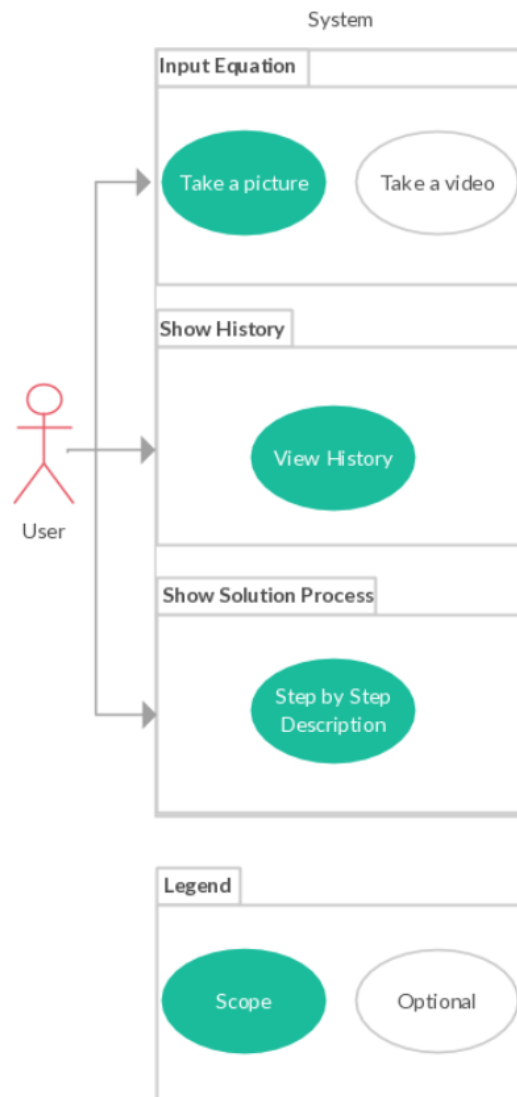 System
Input Equation
Take a picture
Take a video
Show History
View History
User
Show Solution Process
Step by Step
Description
Legend
Scope
Optional